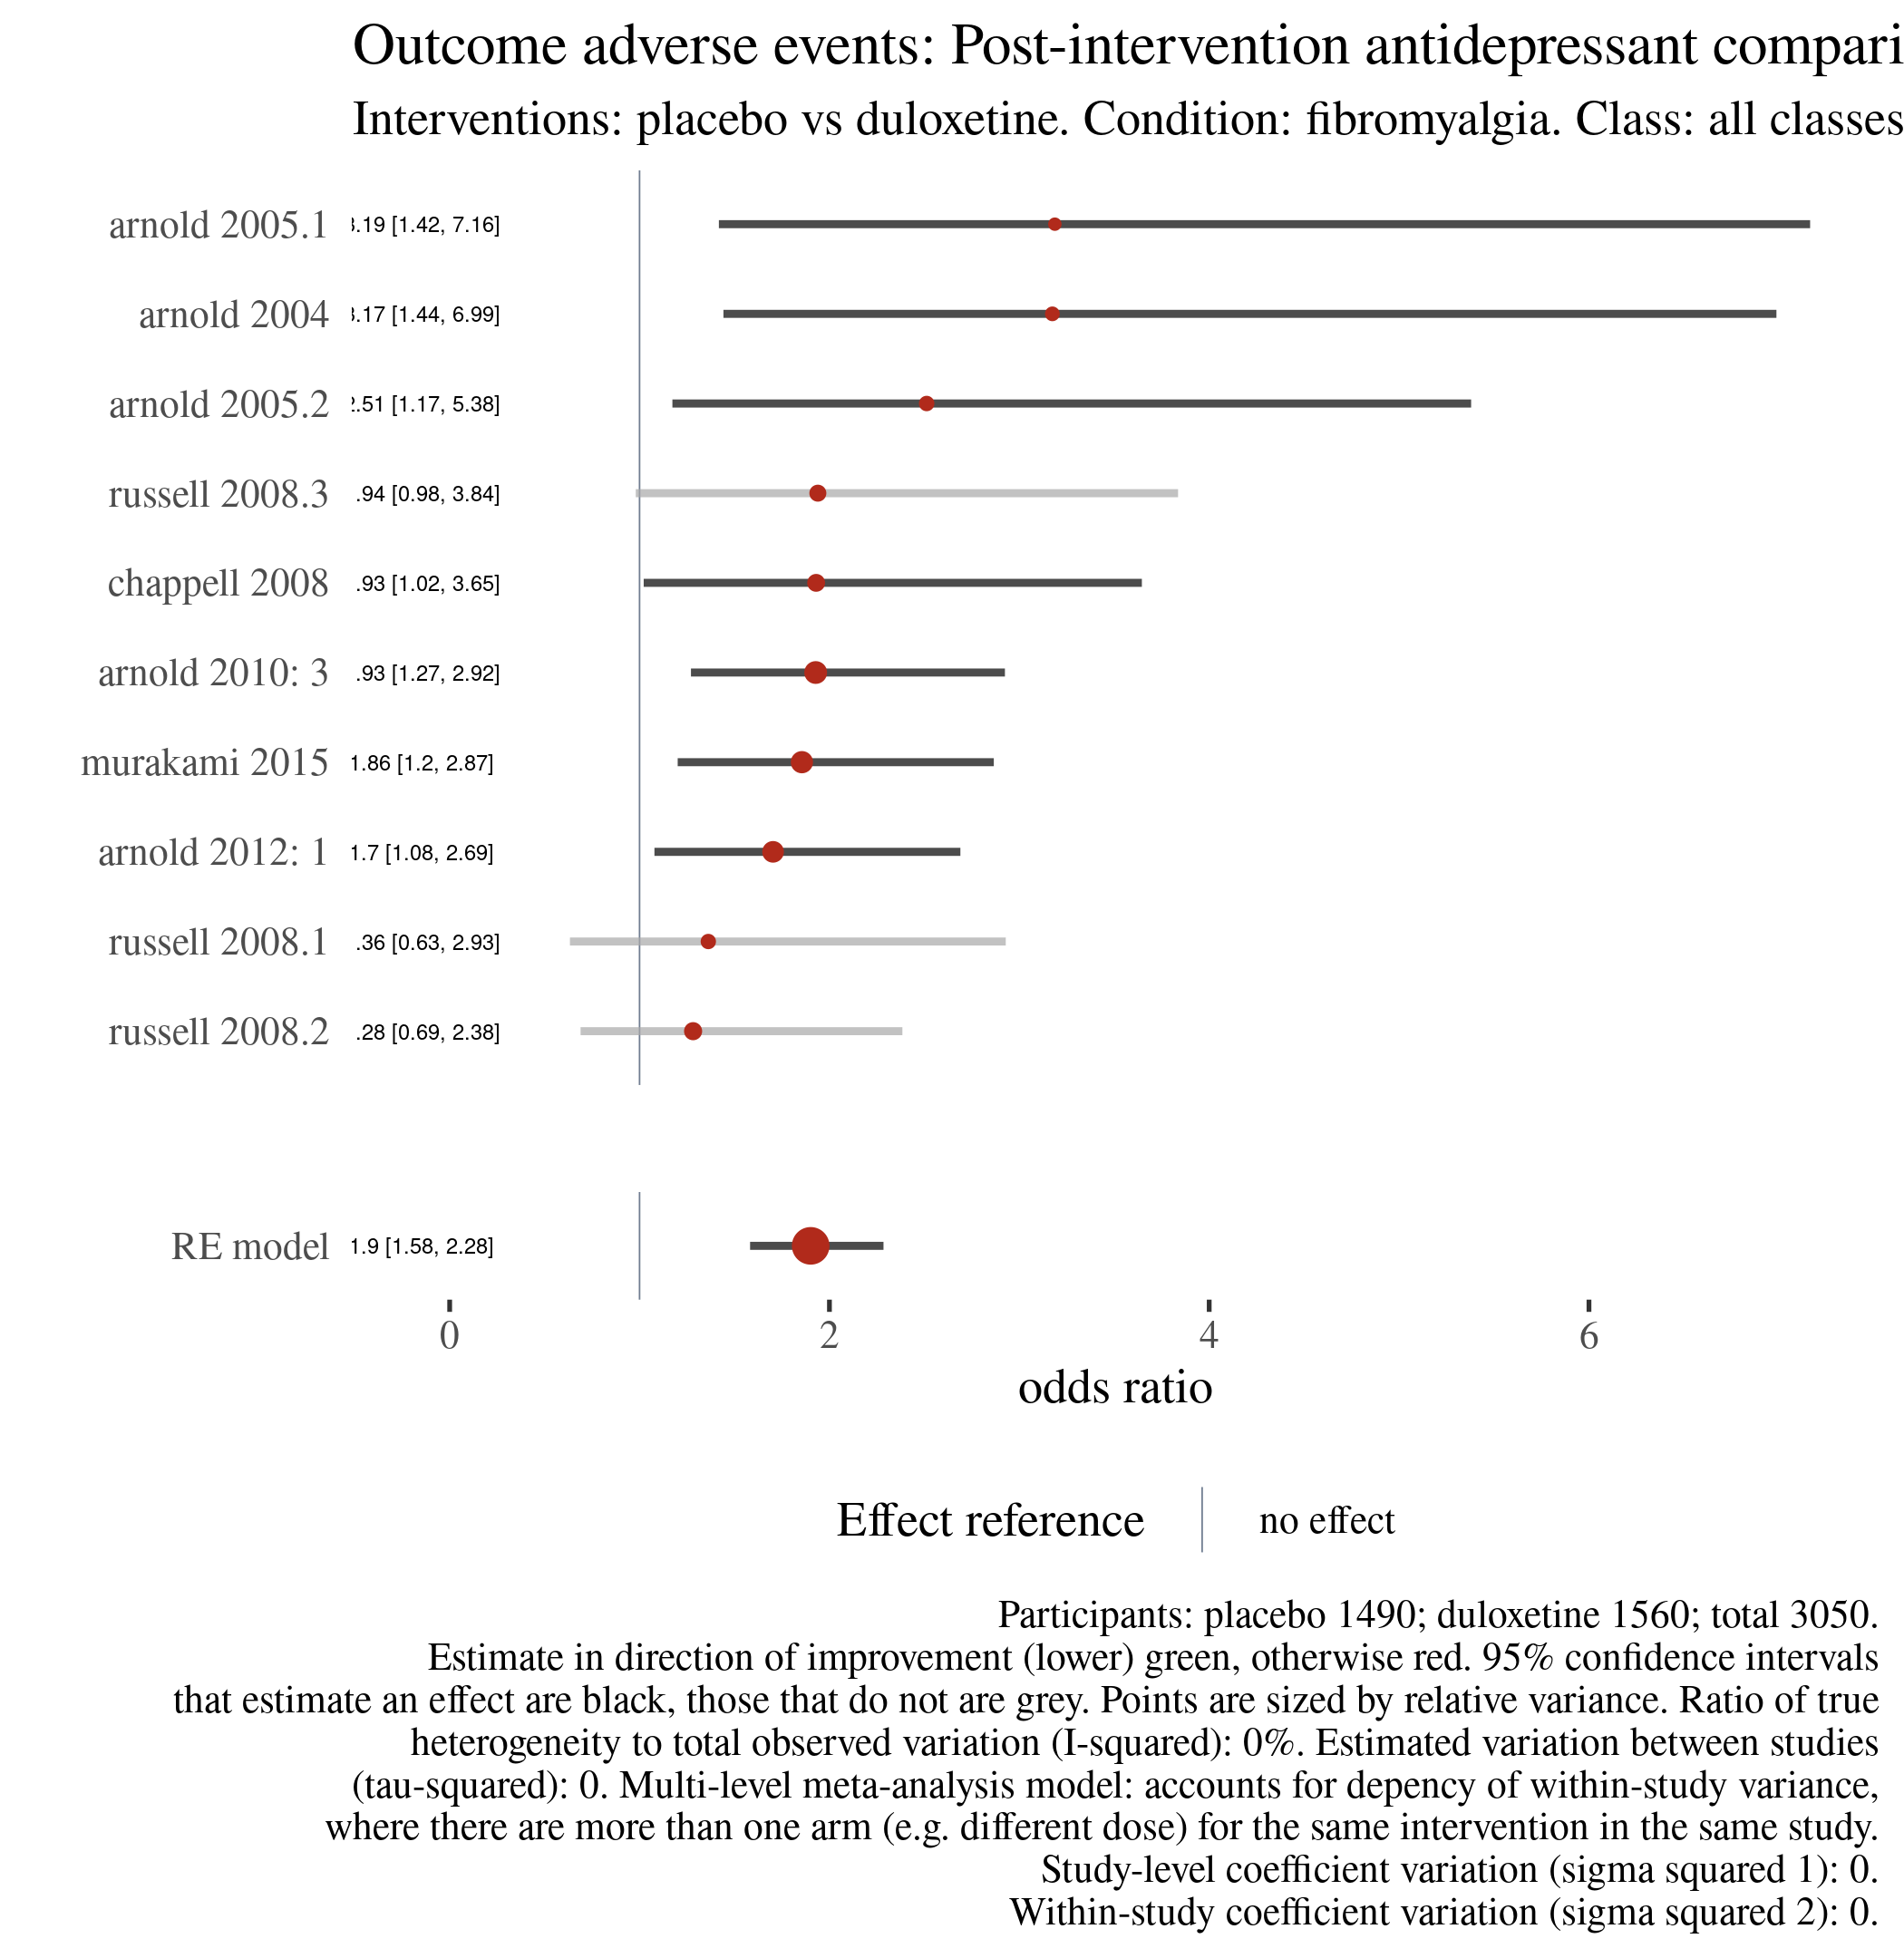 Outcome adverse events: Post-intervention antidepressant compari
Interventions: placebo vs duloxetine. Condition: fibromyalgia. Class: all classes
arnold 2005.1 3.19 [1.42, 7.16]
arnold 2004 3.17 [1.44, 6.99]
arnold 2005.2 2.51 [1.17, 5.38]
russell 2008.3 .94 [0.98, 3.84]
chappell 2008 .93 [1.02, 3.65]
arnold 2010: 3 .93 [1.27, 2.92]
murakami 2015 1.86 [1.2, 2.87]
arnold 2012: 1 1.7 [1.08, 2.69]
russell 2008.1 .36 [0.63, 2.93]
russell 2008.2 .28 [0.69, 2.38]
RE model 1.9 [1.58, 2.28]
0 2 4 6
odds ratio
Effect reference no effect
Participants: placebo 1490; duloxetine 1560; total 3050.
Estimate in direction of improvement (lower) green, otherwise red. 95% confidence intervals
that estimate an effect are black, those that do not are grey. Points are sized by relative variance. Ratio of true
heterogeneity to total observed variation (I-squared): 0%. Estimated variation between studies
(tau-squared): 0. Multi-level meta-analysis model: accounts for depency of within-study variance,
where there are more than one arm (e.g. different dose) for the same intervention in the same study.
Study-level coefficient variation (sigma squared 1): 0.
Within-study coefficient variation (sigma squared 2): 0.